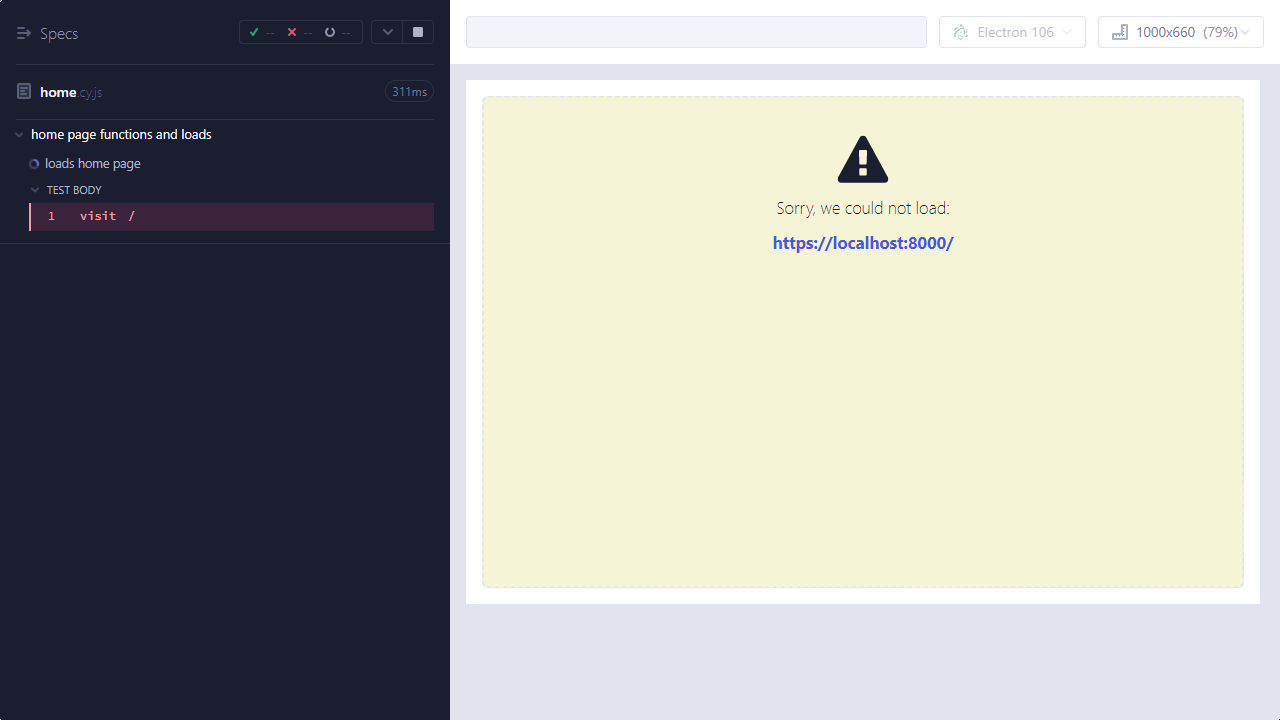 Specs
-- -- --
home.cy.js
311ms
home page functions and loads
loads home page
TEST BODY
1 visit /
Electron 106
1000x660 (79%)
Sorry, we could not load:
https://localhost:8000/